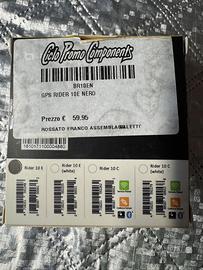 Ciclo Promo Components
BR10EN
GPS RIDER 10E NERO
Prezzo € 59.95
ROSSATO FRANCO ASSEMBLA
Rider 10 E
Rider 10 E
(white)
Rider 10 C
Rider 10 C
(white)